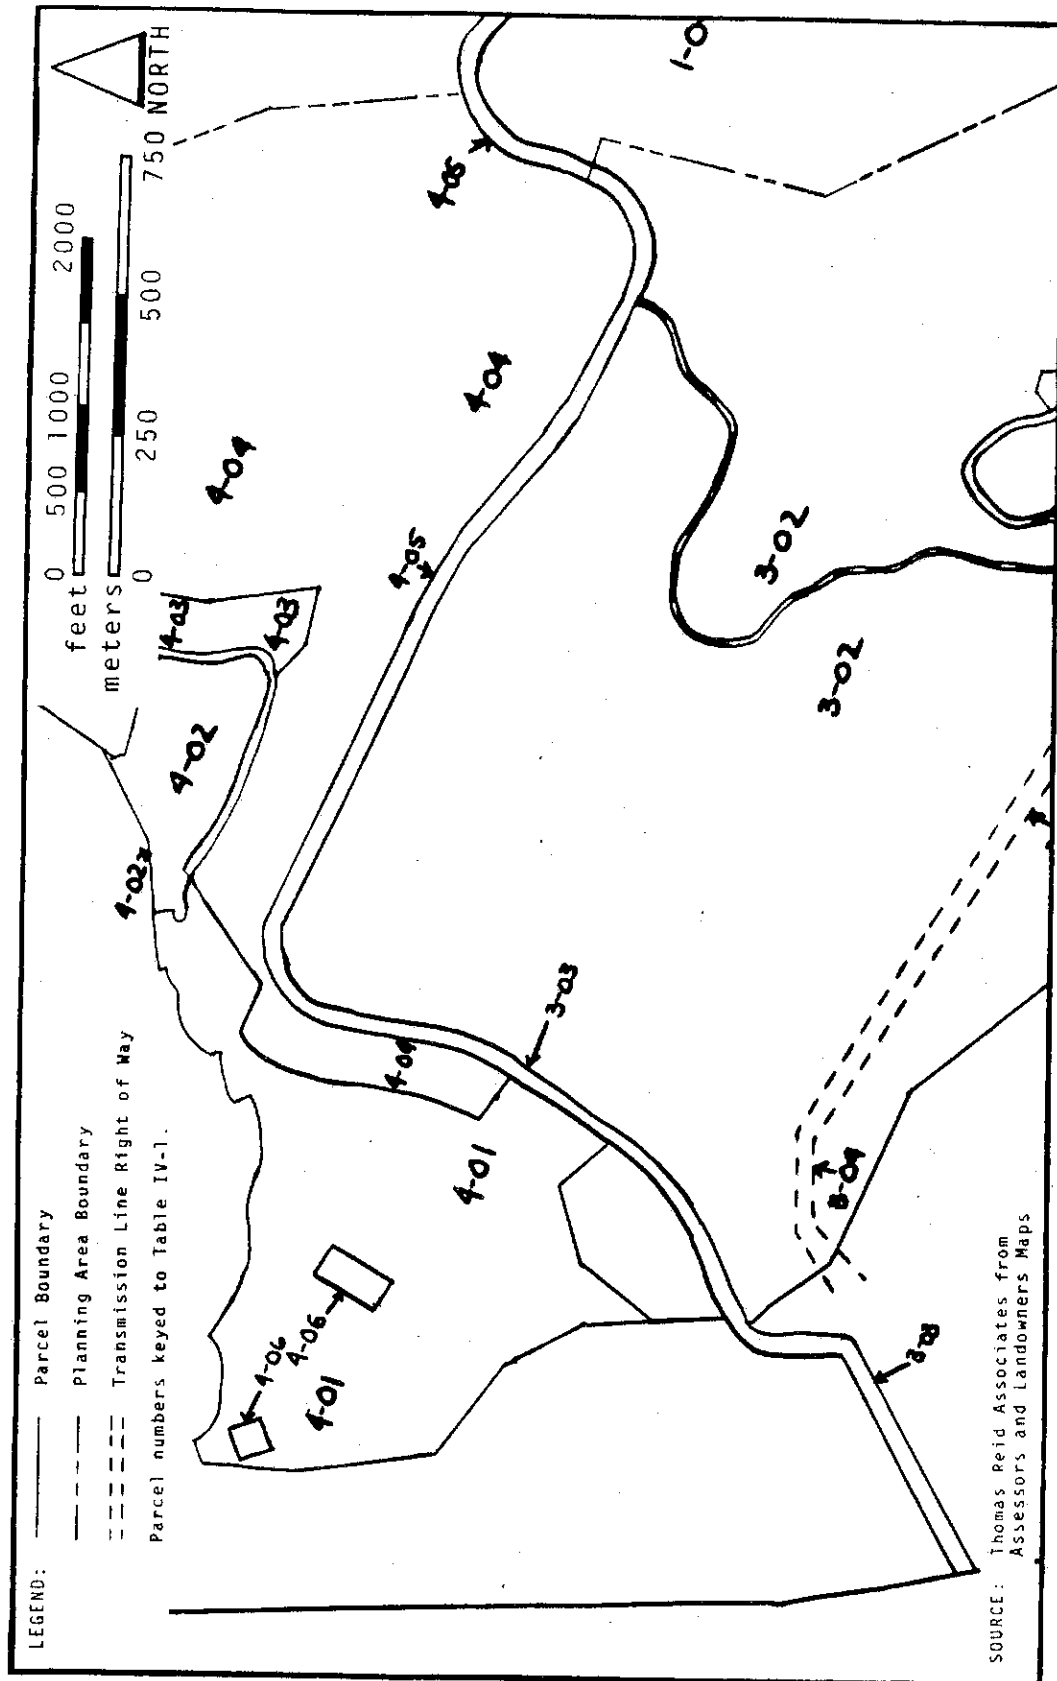 LEGEND:
Parcel Boundary
Planning Area Boundary
Transmission Line Right of Way
Parcel numbers keyed to Table IV-1.
feet
0 500 1000 2000
meters
0 250 500 750
NORTH
4-02x
4-02
4-03
4-03
4-04
4-06
4-06
4-01
4-01
4-04
3-03
4-05
4-04
4-05
1-0
3-02
3-02
3-03
SOURCE: Thomas Reid Associates from
Assessors and Landowners Maps